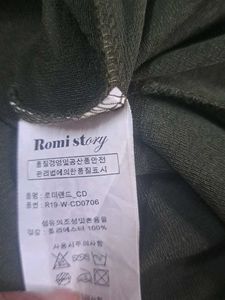 Romi story
품질경영및공산품안전
관리법에의한품질표시
품명 : 로미랜드_CD
품번 : R19-W-CD0706
섬유의조성및혼용율
겉감 : 폴리에스터 100%
사용시주의사항